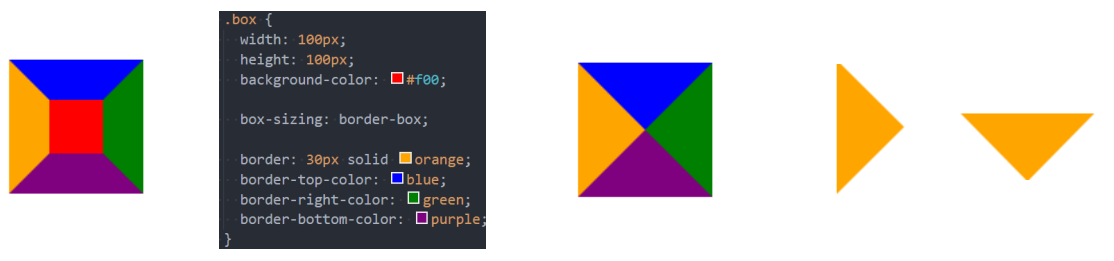 .box {
width: 100px;
height: 100px;
background-color: #f00;
box-sizing: border-box;
border: 30px solid orange;
border-top-color: blue;
border-right-color: green;
border-bottom-color: purple;
}